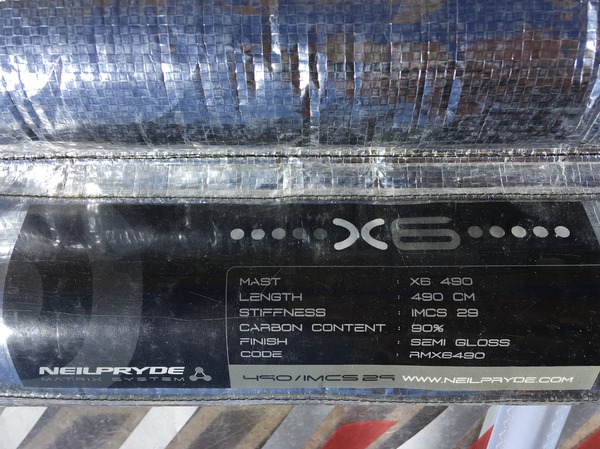 X6
MAST : X6 490
LENGTH : 490 CM
STIFFNESS : IMCS 29
CARBON CONTENT : 90%
FINISH : SEMI GLOSS
CODE : RMX6490
NEILPRYDE
MATRIX SYSTEM
490/IMCS 29 WWW.NEILPRYDE.COM